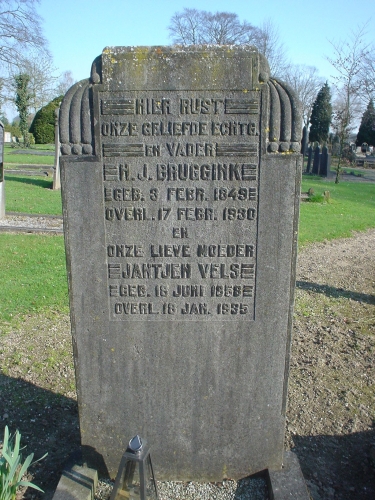 HIER RUST
ONZE GELIEFDE ECHTG.
EN VADER
H. J. BRUGGINK
GEB. 3 FEBR. 1849
OVERL. 17 FEBR. 1930
EN
ONZE LIEVE MOEDER
JANTJEN VELS
GEB. 16 JUNI 1858
OVERL. 16 JAN. 1935